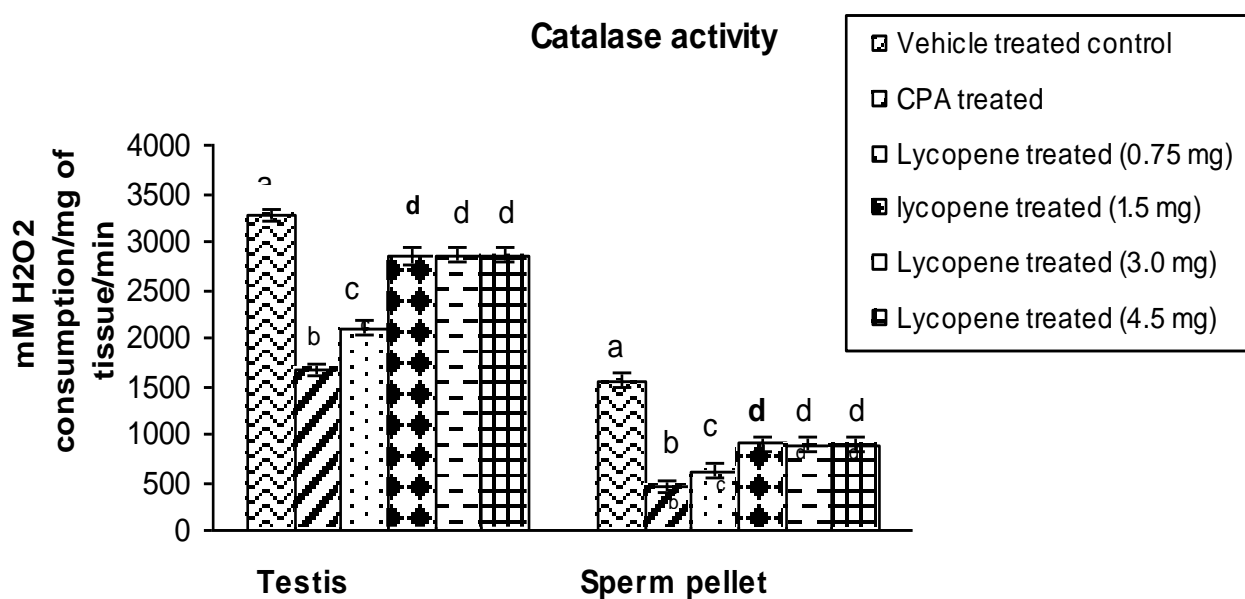 Catalase activity
Vehicle treated control
CPA treated
Lycopene treated (0.75 mg)
lycopene treated (1.5 mg)
Lycopene treated (3.0 mg)
Lycopene treated (4.5 mg)
mM H2O2
consumption/mg of
tissue/min
4000
3500
3000
2500
2000
1500
1000
500
0
a
b
c
d
d
d
a
b
c
d
d
d
b
c
Testis
Sperm pellet